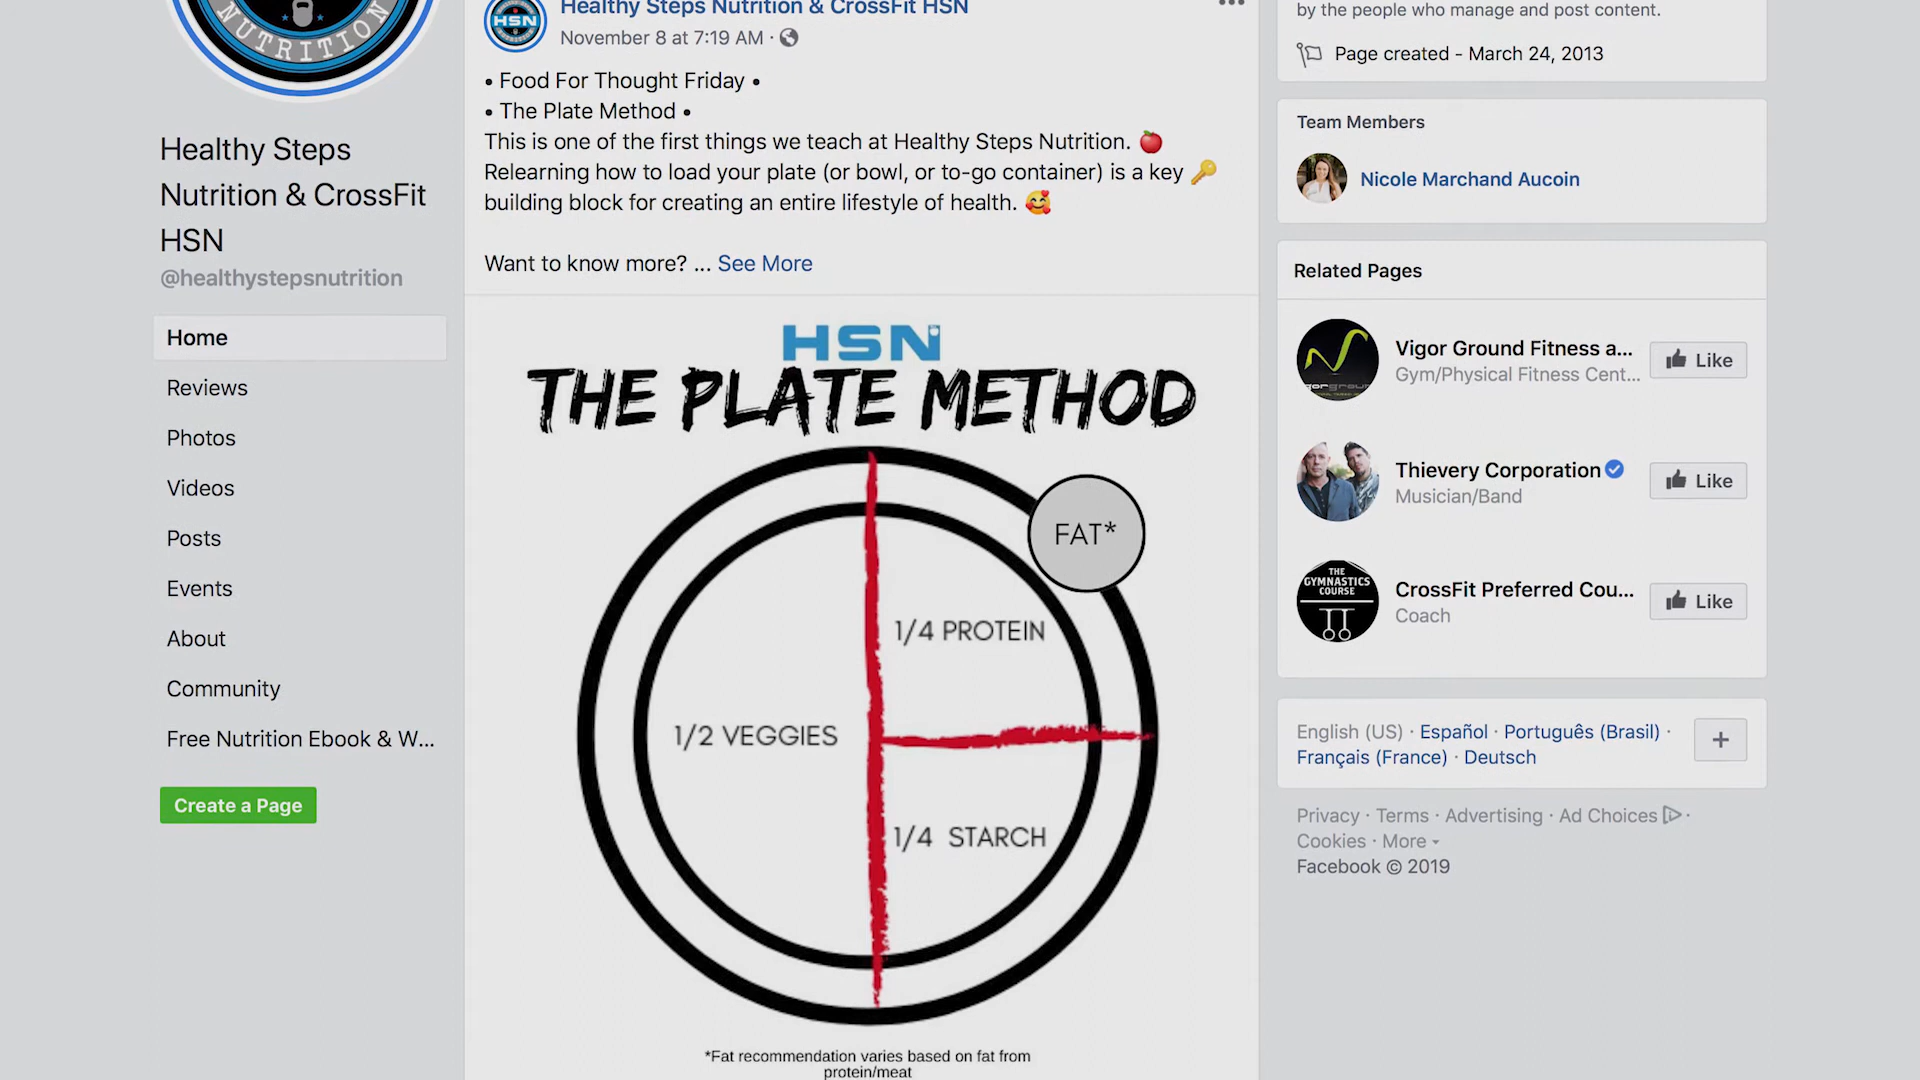 NUTRITION
Healthy Steps
Nutrition & CrossFit
HSN
@healthystepsnutrition
Home
Reviews
Photos
Videos
Posts
Events
About
Community
Free Nutrition Ebook & W...
Create a Page
HSN
Healthy Steps Nutrition & CrossFit HSN
November 8 at 7:19 AM ·
• Food For Thought Friday •
• The Plate Method •
This is one of the first things we teach at Healthy Steps Nutrition. 🍎
Relearning how to load your plate (or bowl, or to-go container) is a key 🔑
building block for creating an entire lifestyle of health. 🥰
Want to know more? ... See More
HSN
THE PLATE METHOD
FAT*
1/4 PROTEIN
1/2 VEGGIES
1/4 STARCH
*Fat recommendation varies based on fat from
protein/meat
by the people who manage and post content.
Page created - March 24, 2013
Team Members
Nicole Marchand Aucoin
Related Pages
Vigor Ground Fitness a...
Gym/Physical Fitness Cent...
Like
Thievery Corporation
Musician/Band
Like
THE
GYMNASTICS
COURSE
CrossFit Preferred Cou...
Coach
Like
English (US) · Español · Português (Brasil) ·
Français (France) · Deutsch
+
Privacy · Terms · Advertising · Ad Choices ·
Cookies · More
Facebook © 2019